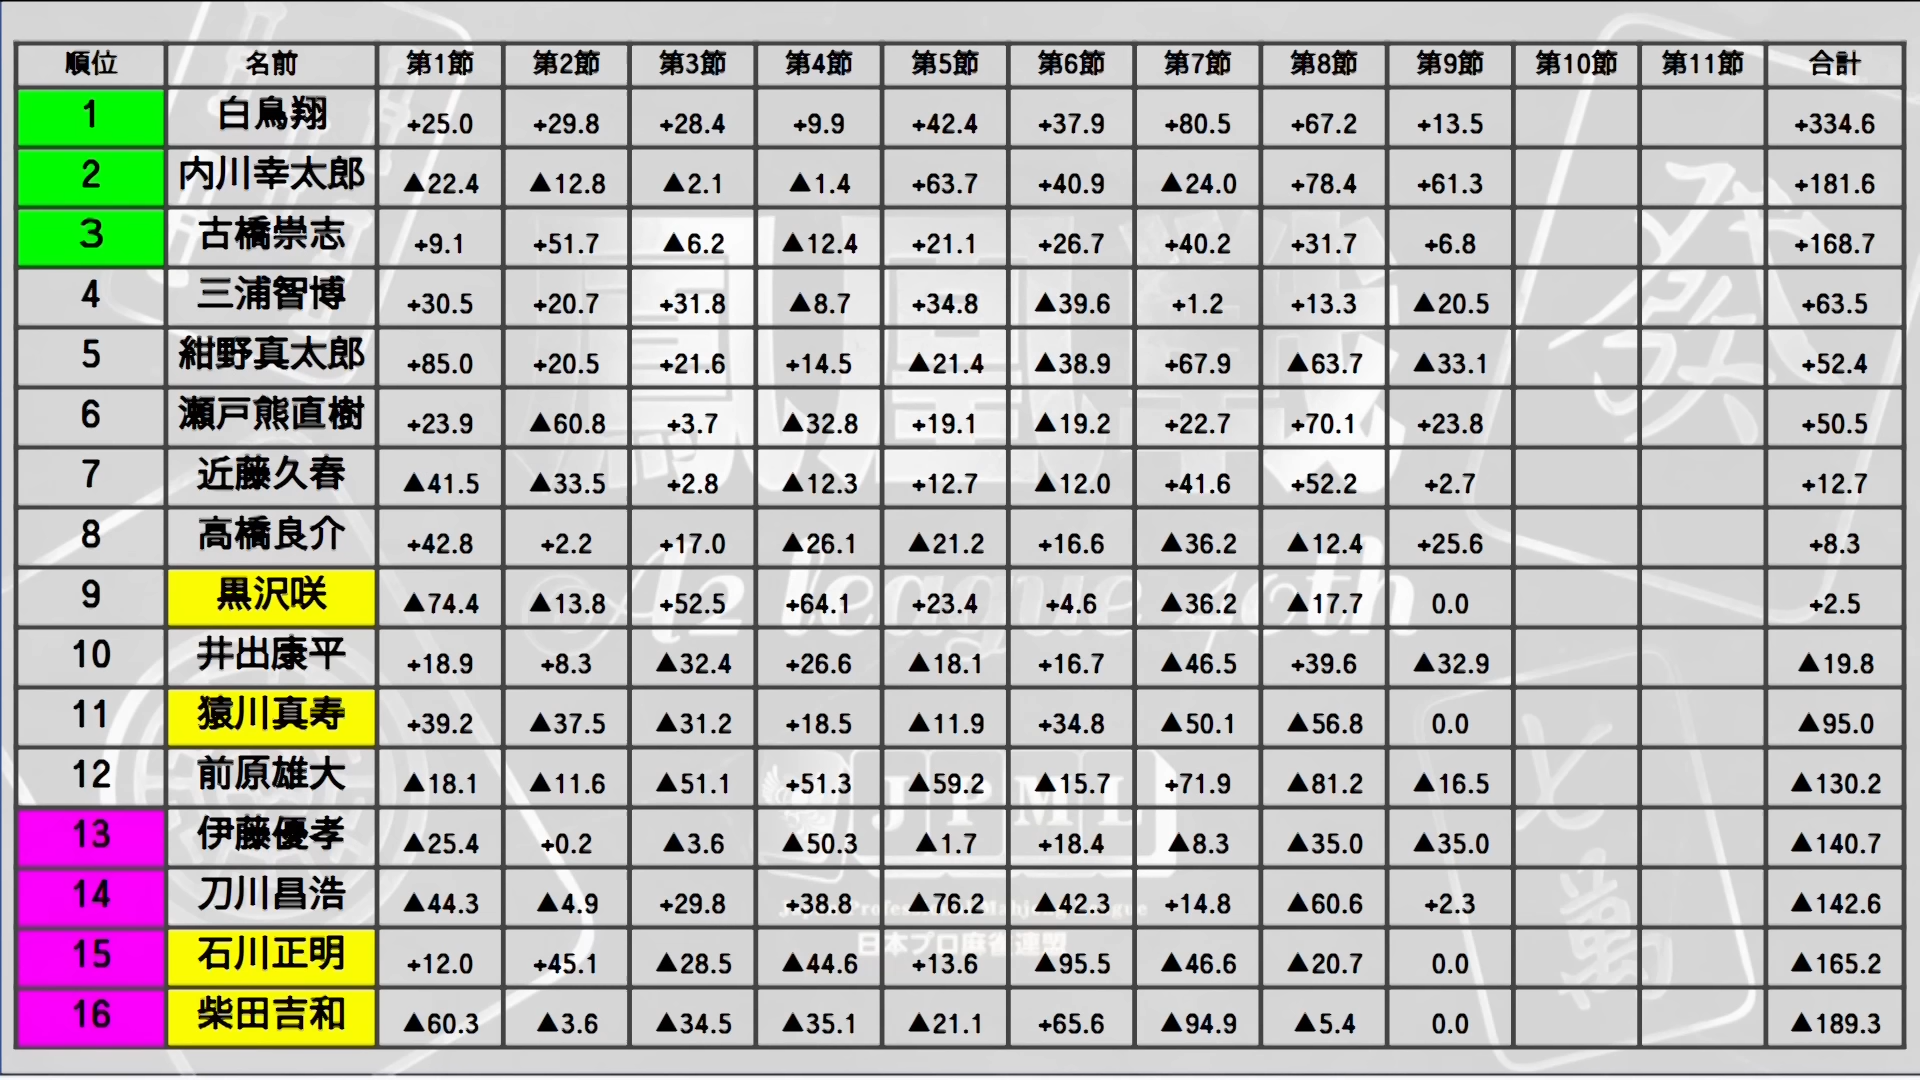 順位 名前 第1節 第2節 第3節 第4節 第5節 第6節 第7節 第8節 第9節 第10節 第11節 合計
1 白鳥翔 +25.0 +29.8 +28.4 +9.9 +42.4 +37.9 +80.5 +67.2 +13.5 +334.6
2 内川幸太郎 ▲22.4 ▲12.8 ▲2.1 ▲1.4 +63.7 +40.9 ▲24.0 +78.4 +61.3 +181.6
3 古橋崇志 +9.1 +51.7 ▲6.2 ▲12.4 +21.1 +26.7 +40.2 +31.7 +6.8 +168.7
4 三浦智博 +30.5 +20.7 +31.8 ▲8.7 +34.8 ▲39.6 +1.2 +13.3 ▲20.5 +63.5
5 紺野真太郎 +85.0 +20.5 +21.6 +14.5 ▲21.4 ▲38.9 +67.9 ▲63.7 ▲33.1 +52.4
6 瀬戸熊直樹 +23.9 ▲60.8 +3.7 ▲32.8 +19.1 ▲19.2 +22.7 +70.1 +23.8 +50.5
7 近藤久春 ▲41.5 ▲33.5 +2.8 ▲12.3 +12.7 ▲12.0 +41.6 +52.2 +2.7 +12.7
8 高橋良介 +42.8 +2.2 +17.0 ▲26.1 ▲21.2 +16.6 ▲36.2 ▲12.4 +25.6 +8.3
9 黒沢咲 ▲74.4 ▲13.8 +52.5 +64.1 +23.4 +4.6 ▲36.2 ▲17.7 0.0 +2.5
10 井出康平 +18.9 +8.3 ▲32.4 +26.6 ▲18.1 +16.7 ▲46.5 +39.6 ▲32.9 ▲19.8
11 猿川真寿 +39.2 ▲37.5 ▲31.2 +18.5 ▲11.9 +34.8 ▲50.1 ▲56.8 0.0 ▲95.0
12 前原雄大 ▲18.1 ▲11.6 ▲51.1 +51.3 ▲59.2 ▲15.7 +71.9 ▲81.2 ▲16.5 ▲130.2
13 伊藤優孝 ▲25.4 +0.2 ▲3.6 ▲50.3 ▲1.7 +18.4 ▲8.3 ▲35.0 ▲35.0 ▲140.7
14 刀川昌浩 ▲44.3 ▲4.9 +29.8 +38.8 ▲76.2 ▲42.3 +14.8 ▲60.6 +2.3 ▲142.6
15 石川正明 +12.0 +45.1 ▲28.5 ▲44.6 +13.6 ▲95.5 ▲46.6 ▲20.7 0.0 ▲165.2
16 柴田吉和 ▲60.3 ▲3.6 ▲34.5 ▲35.1 ▲21.1 +65.6 ▲94.9 ▲5.4 0.0 ▲189.3
鳳凰戦
A2 league 40th
JPML
Japan Professional Mahjong League
日本プロ麻雀連盟
發
七萬